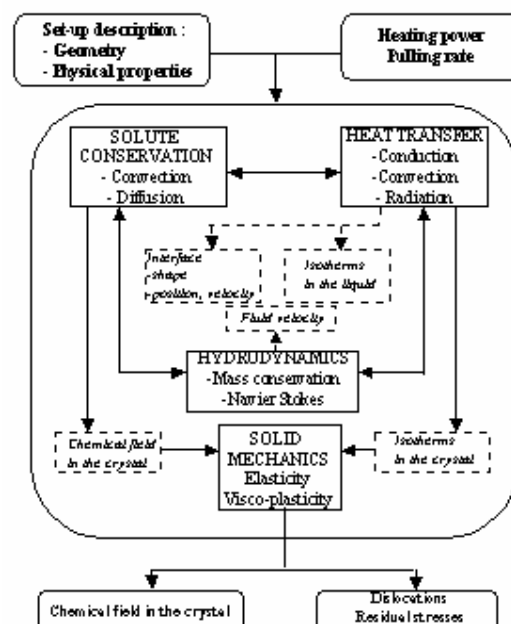 Set-up description :
- Geometry
- Physical properties
Heating power
Pulling rate
SOLUTE
CONSERVATION
- Convection
- Diffusion
HEAT TRANSFER
- Conduction
- Convection
- Radiation
Interface
-shape
-position, velocity
Isotherms
in the liquid
Fluid velocity
HYDRODYNAMICS
- Mass conservation
- Navier Stokes
Chemical field
in the crystal
SOLID
MECHANICS
Elasticity
Visco-plasticity
Isotherms
in the crystal
Chemical field in the crystal
Dislocations
Residual stresses